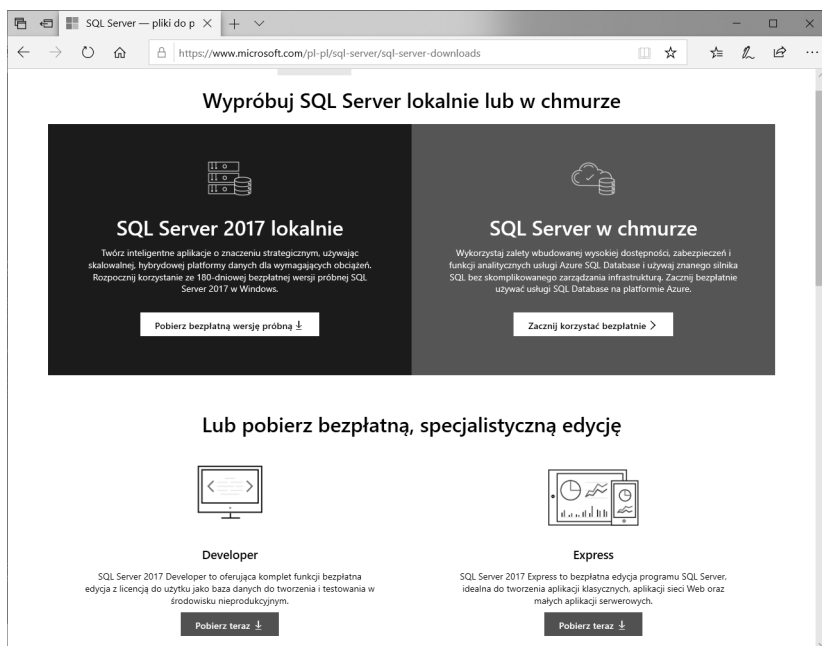 SQL Server — pliki do p
https://www.microsoft.com/pl-pl/sql-server/sql-server-downloads
Wypróbuj SQL Server lokalnie lub w chmurze
SQL Server 2017 lokalnie
Twórz inteligentne aplikacje o znaczeniu strategicznym, używając
skalowalnej, hybrydowej platformy danych dla wymagających obciążeń.
Rozpocznij korzystanie ze 180-dniowej bezpłatnej wersji próbnej SQL
Server 2017 w Windows.
Pobierz bezpłatną wersję próbną
SQL Server w chmurze
Wykorzystaj zalety wbudowanej wysokiej dostępności, zabezpieczeń i
funkcji analitycznych usługi Azure SQL Database i używaj znanego silnika
SQL bez skomplikowanego zarządzania infrastrukturą. Zacznij bezpłatnie
używać usługi SQL Database na platformie Azure.
Zacznij korzystać bezpłatnie
Lub pobierz bezpłatną, specjalistyczną edycję
Developer
SQL Server 2017 Developer to oferująca komplet funkcji bezpłatna
edycja z licencją do użytku jako baza danych do tworzenia i testowania w
środowisku nieprodukcyjnym.
Pobierz teraz
Express
SQL Server 2017 Express to bezpłatna edycja programu SQL Server,
idealna do tworzenia aplikacji klasycznych, aplikacji sieci Web oraz
małych aplikacji serwerowych.
Pobierz teraz